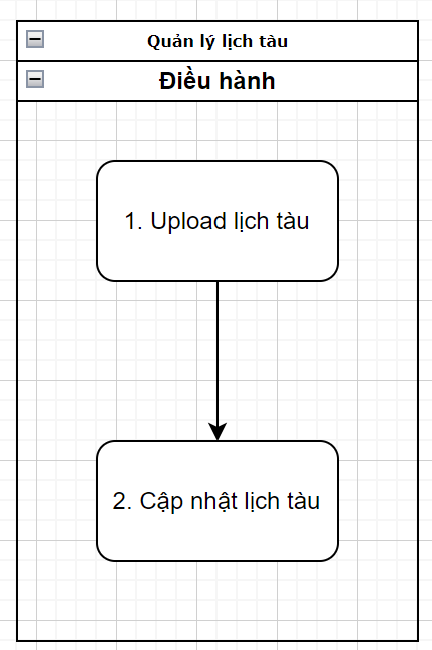 Quản lý lịch tàu
Điều hành
1. Upload lịch tàu
2. Cập nhật lịch tàu